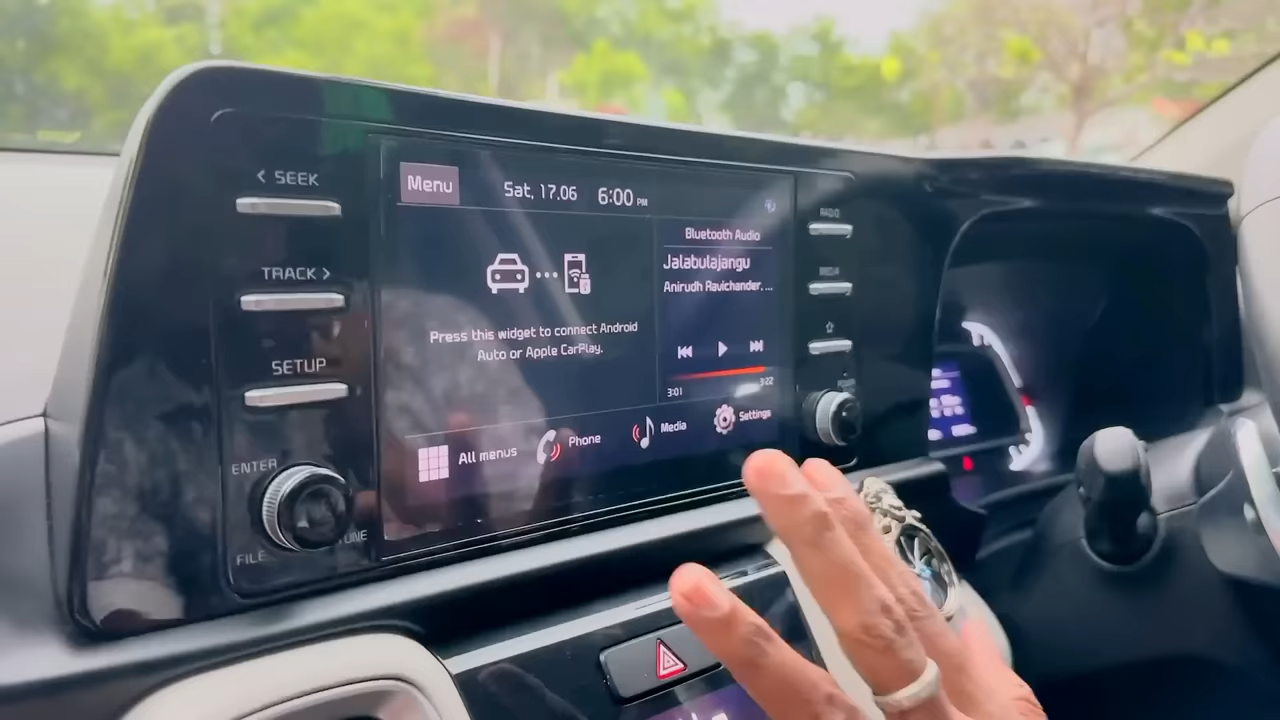 < SEEK
TRACK >
SETUP
ENTER
FILE
TUNE
Menu
Sat, 17.06
6:00 PM
Press this widget to connect Android
Auto or Apple CarPlay.
Bluetooth Audio
Jalabulajangu
Anirudh Ravichander, ...
3:01
3:22
All menus
Phone
Media
Settings
RADIO
MEDIA